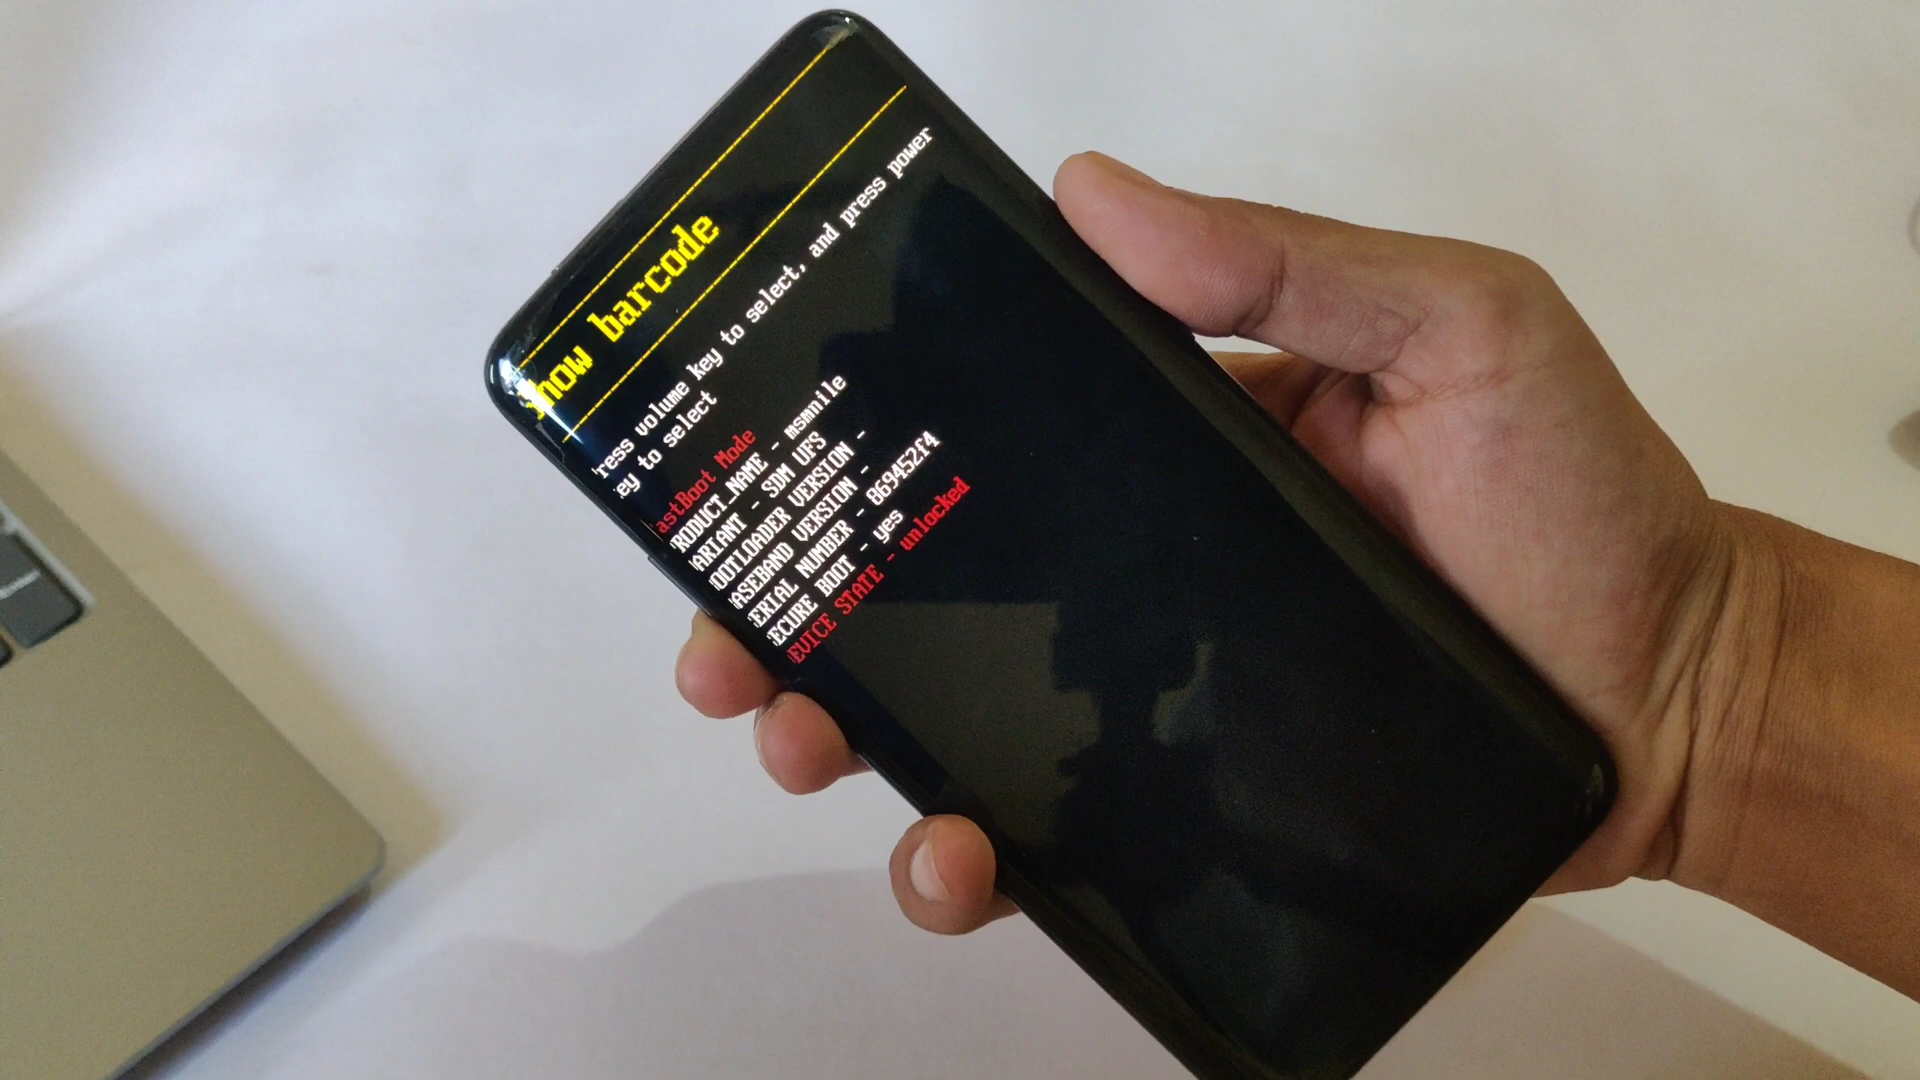 how barcode
ress volume key to select, and press power
ey to select
astBoot Mode
RODUCT_NAME - msmnile
ARIANT - SDM UFS
OOTLOADER VERSION -
ASEBAND VERSION -
ERIAL NUMBER - 869452f4
ECURE BOOT - yes
EVICE STATE - unlocked